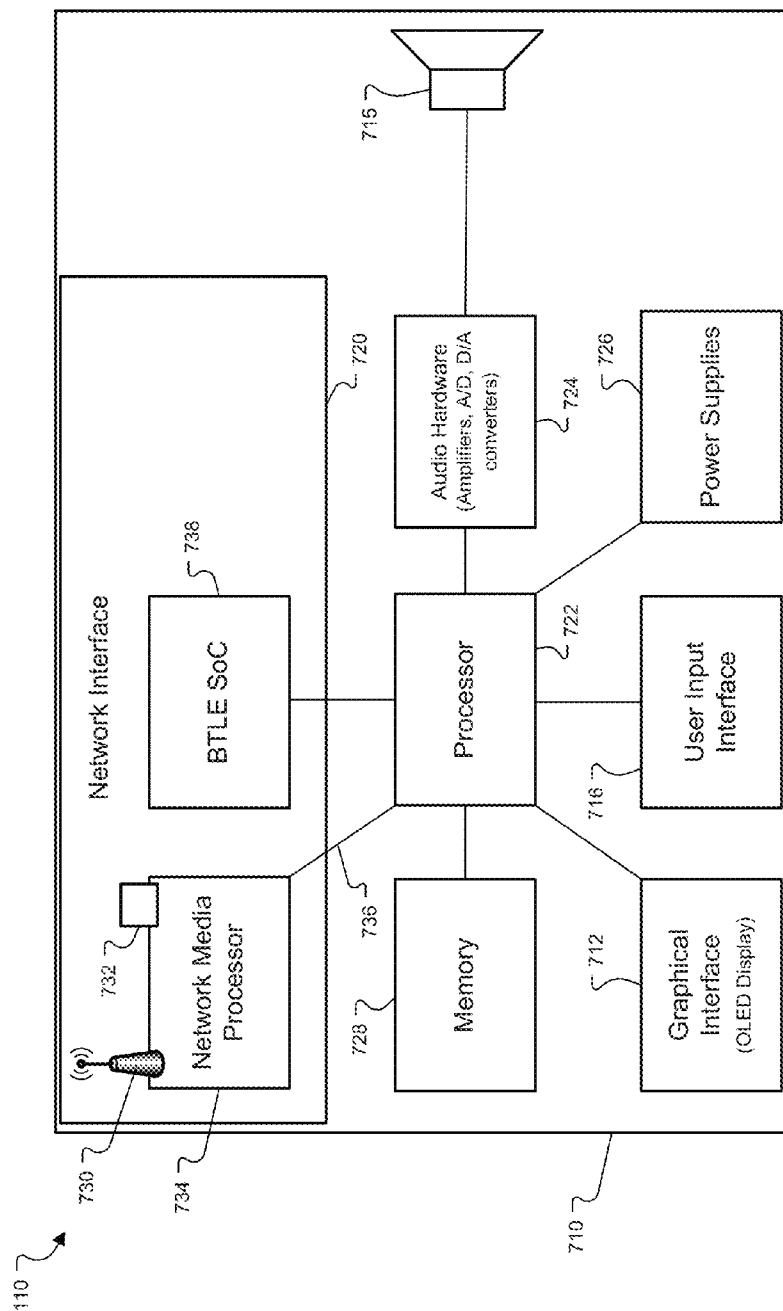 110
730
734
732
Network Media
Processor
Network Interface
738
BTLE SoC
720
736
728
Memory
722
Processor
Audio Hardware
(Amplifiers, A/D, D/A
converters)
724
715
712
Graphical
Interface
(OLED Display)
716
User Input
Interface
726
Power Supplies
710